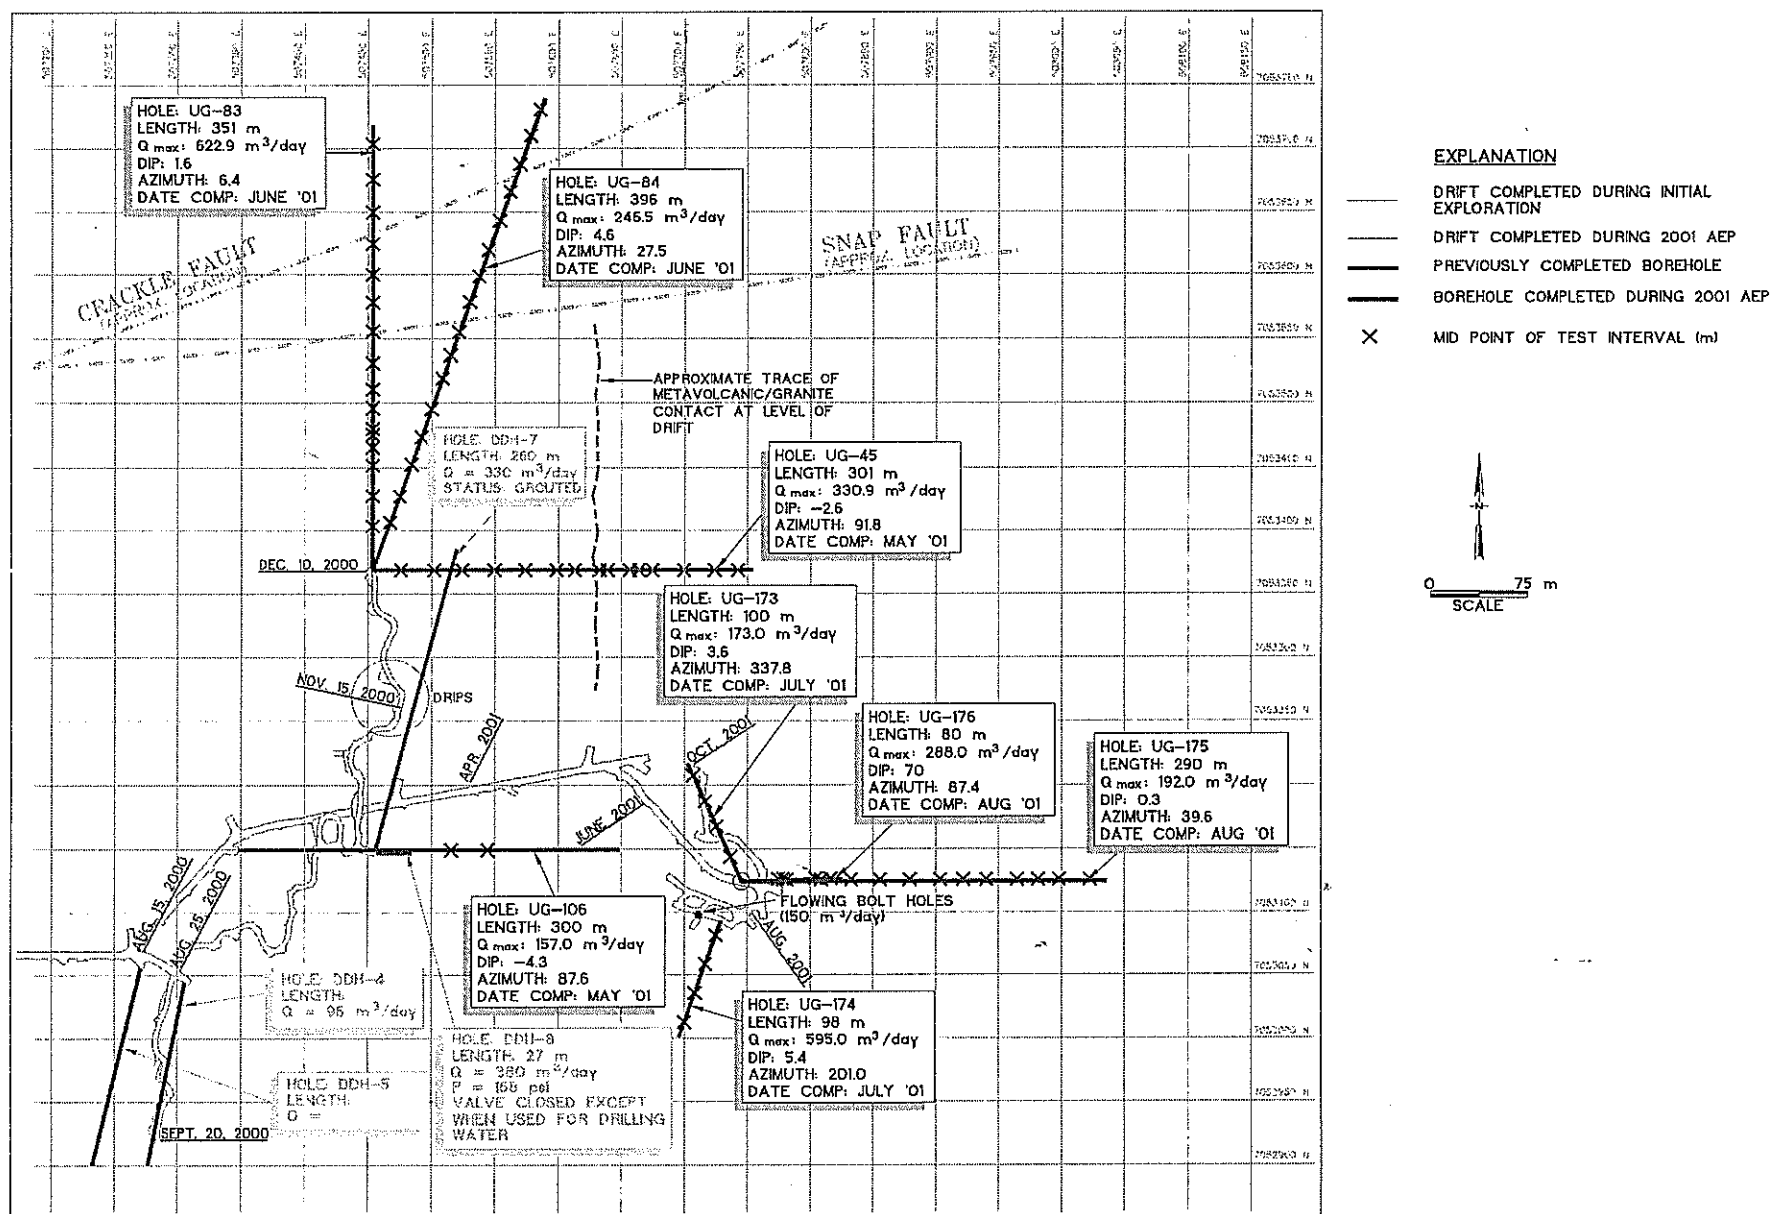 HOLE: UG-83
LENGTH: 351 m
Q max: 622.9 m³/day
DIP: 1.6
AZIMUTH: 6.4
DATE COMP: JUNE '01
HOLE: UG-84
LENGTH: 396 m
Q max: 246.5 m³/day
DIP: 4.6
AZIMUTH: 27.5
DATE COMP: JUNE '01
CRACKLE FAULT
(APPROX. LOCATION)
SNAP FAULT
(APPROX. LOCATION)
APPROXIMATE TRACE OF
METAVOLCANIC/GRANITE
CONTACT AT LEVEL OF
DRIFT
HOLE: DDH-7
LENGTH: 260 m
Q = 330 m³/day
STATUS: GROUTED
HOLE: UG-45
LENGTH: 301 m
Q max: 330.9 m³/day
DIP: -2.6
AZIMUTH: 91.8
DATE COMP: MAY '01
DEC. 10, 2000
HOLE: UG-173
LENGTH: 100 m
Q max: 173.0 m³/day
DIP: 3.6
AZIMUTH: 337.8
DATE COMP: JULY '01
NOV. 15, 2000
DRIPS
APR. 2001
OCT. 2001
HOLE: UG-176
LENGTH: 80 m
Q max: 288.0 m³/day
DIP: 70
AZIMUTH: 87.4
DATE COMP: AUG '01
HOLE: UG-175
LENGTH: 290 m
Q max: 192.0 m³/day
DIP: 0.3
AZIMUTH: 39.6
DATE COMP: AUG '01
JUNE, 2001
AUG. 15, 2000
AUG. 25, 2000
HOLE: UG-106
LENGTH: 300 m
Q max: 157.0 m³/day
DIP: -4.3
AZIMUTH: 87.6
DATE COMP: MAY '01
FLOWING BOLT HOLES
(150 m³/day)
AUG. 2001
HOLE: DDH-4
LENGTH:
Q = 95 m³/day
HOLE: DDH-5
LENGTH:
Q =
SEPT. 20, 2000
HOLE: DDH-8
LENGTH: 27 m
Q = 380 m³/day
P = 158 psi
VALVE CLOSED EXCEPT
WHEN USED FOR DRILLING
WATER
HOLE: UG-174
LENGTH: 98 m
Q max: 595.0 m³/day
DIP: 5.4
AZIMUTH: 201.0
DATE COMP: JULY '01
EXPLANATION
DRIFT COMPLETED DURING INITIAL
EXPLORATION
DRIFT COMPLETED DURING 2001 AEP
PREVIOUSLY COMPLETED BOREHOLE
BOREHOLE COMPLETED DURING 2001 AEP
MID POINT OF TEST INTERVAL (m)
N
0 75 m
SCALE